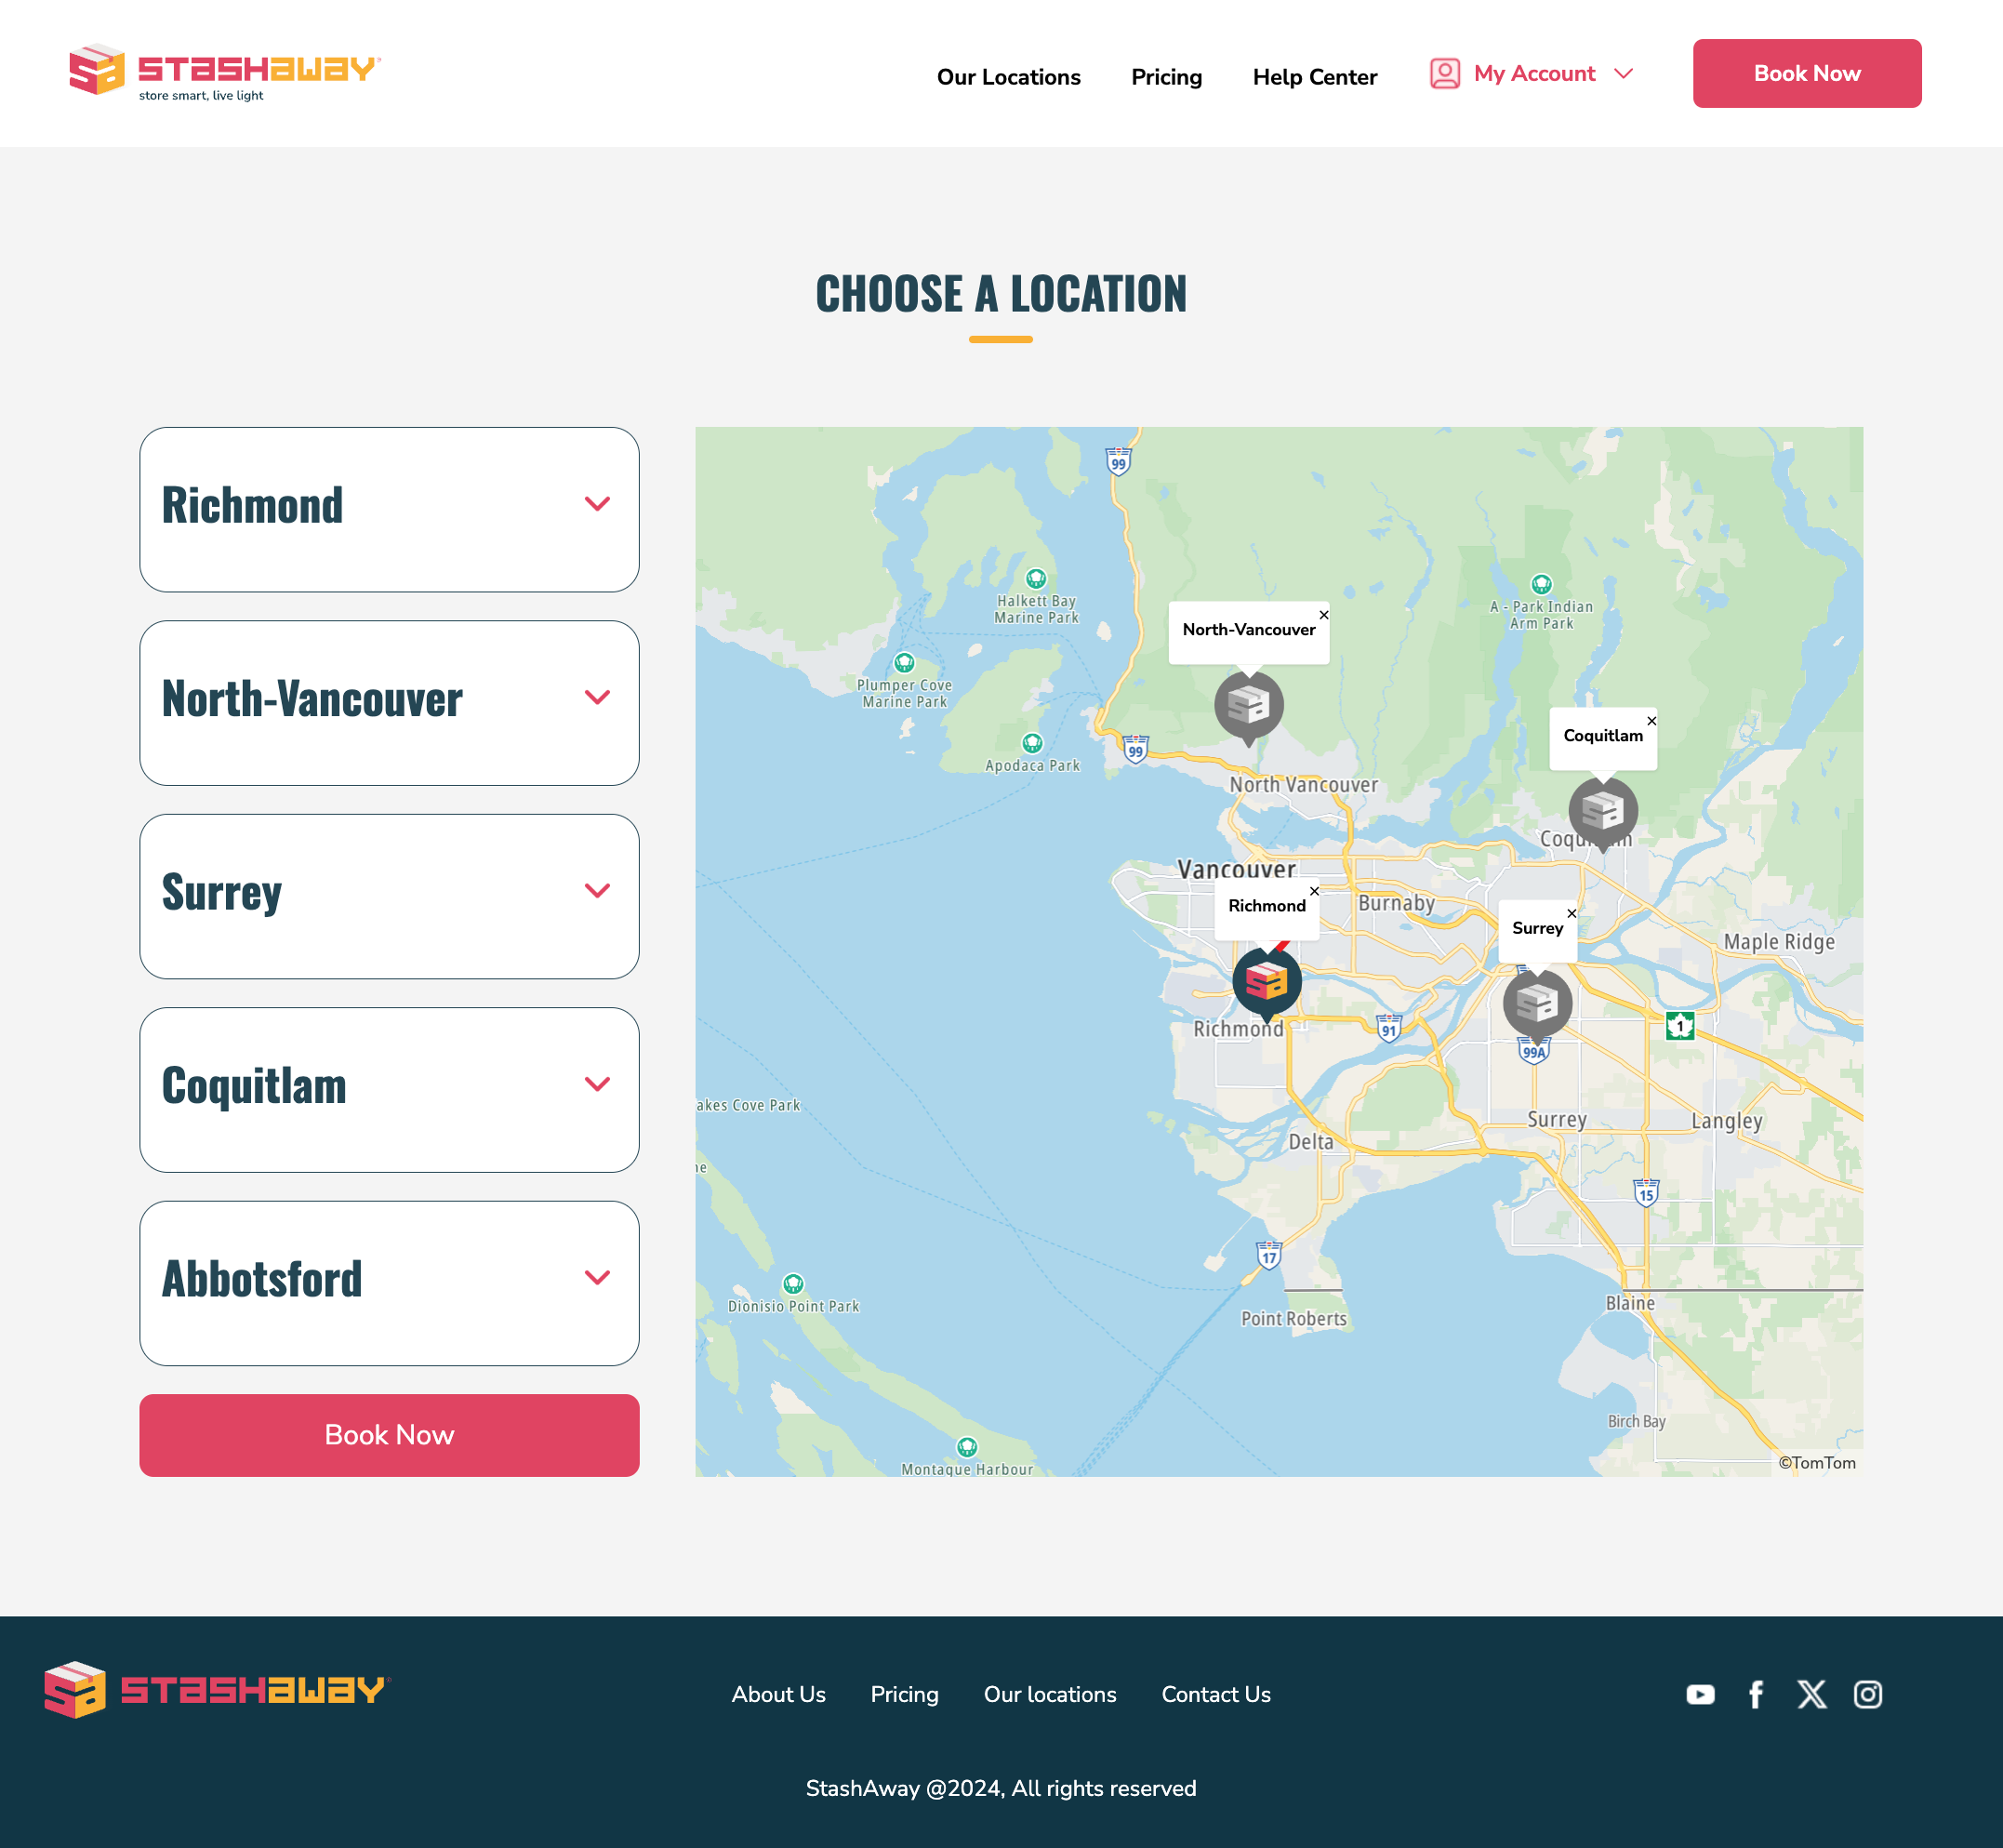 STASHAWAY
store smart, live light
Our Locations
Pricing
Help Center
My Account
Book Now
CHOOSE A LOCATION
Richmond
North-Vancouver
Surrey
Coquitlam
Abbotsford
Book Now
99
Halkett Bay
Marine Park
A - Park Indian
Arm Park
North-Vancouver
×
Plumper Cove
Marine Park
Coquitlam
×
99
Apodaca Park
North Vancouver
Vancouver
Richmond
×
Burnaby
Surrey
×
Maple Ridge
Richmond
91
1
99A
akes Cove Park
Surrey
Langley
Delta
ne
15
17
Dionisio Point Park
Blaine
Point Roberts
Birch Bay
Montague Harbour
©TomTom
STASHAWAY
About Us
Pricing
Our locations
Contact Us
StashAway @2024, All rights reserved